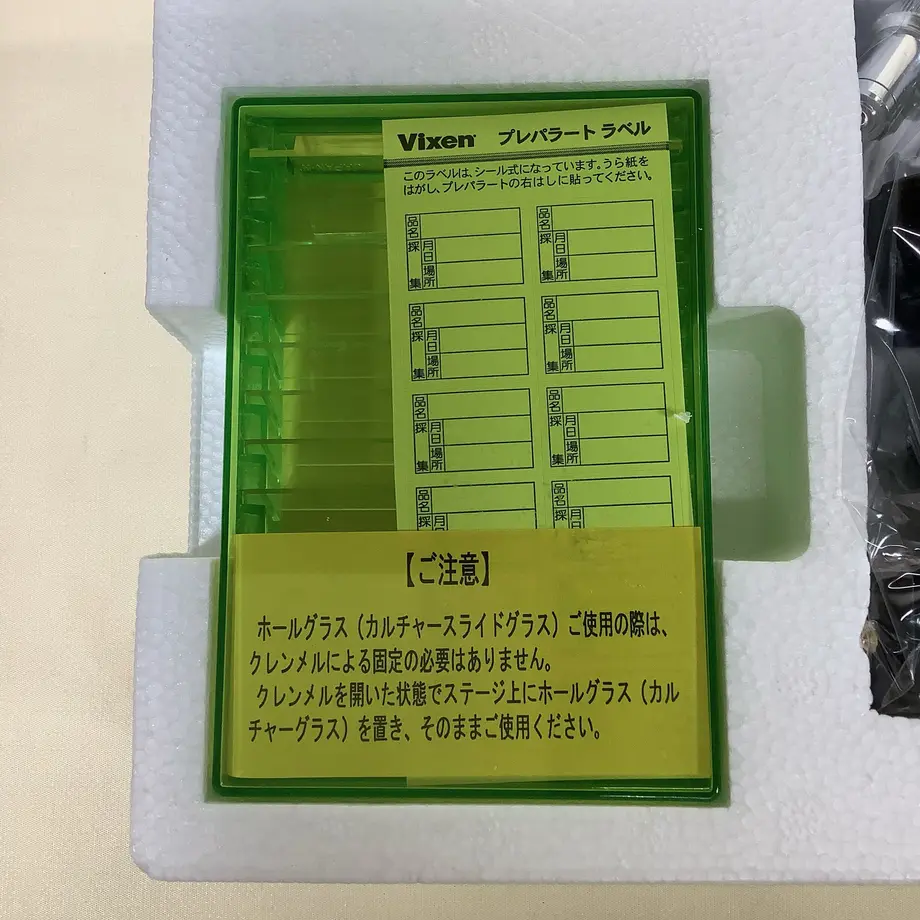 Vixen プレパラート ラベル
このラベルは、シール式になっています。うら紙を
はがし、プレパラートの右はしに貼ってください。
品名
採集
月日
場所
品名
採集
月日
場所
品名
採集
月日
場所
品名
採集
月日
場所
品名
採集
月日
場所
品名
採集
月日
場所
品名
採
月
品名
採
月
【ご注意】
ホールグラス（カルチャースライドグラス）ご使用の際は、
クレンメルによる固定の必要はありません。
クレンメルを開いた状態でステージ上にホールグラス（カル
チャーグラス）を置き、そのままご使用ください。